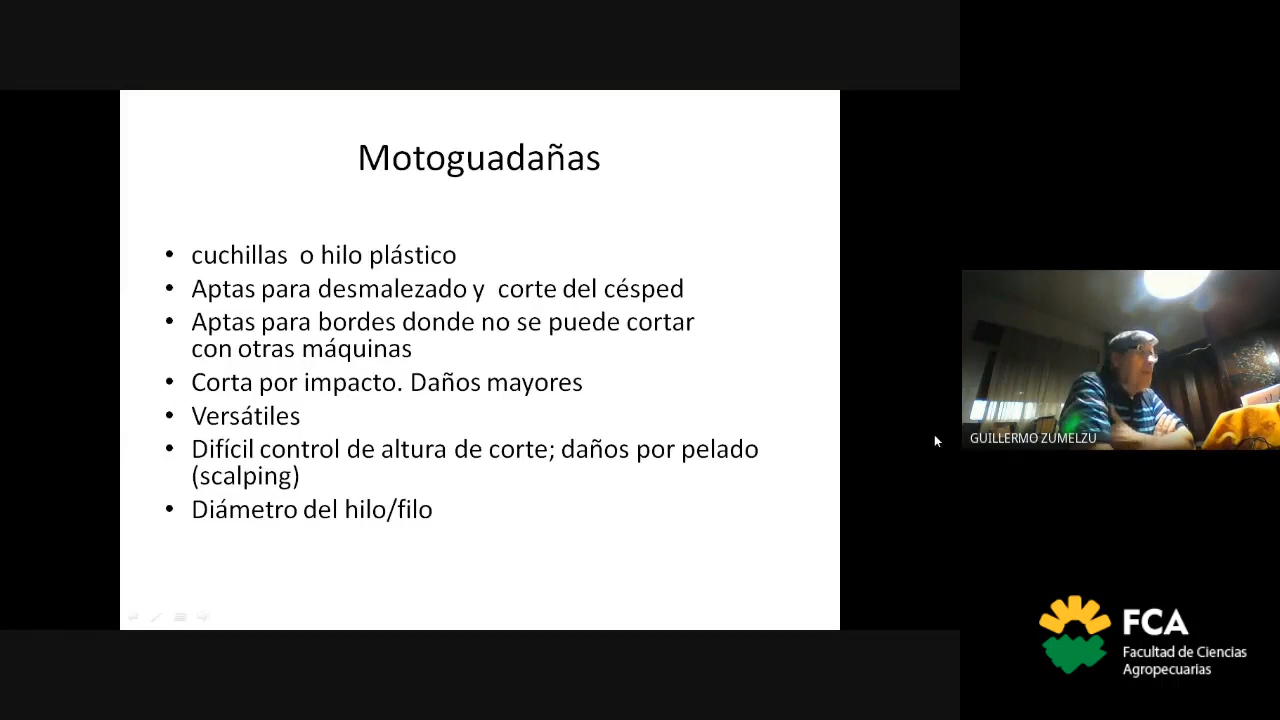 Motoguadañas
• cuchillas o hilo plástico
• Aptas para desmalezado y corte del césped
• Aptas para bordes donde no se puede cortar
con otras máquinas
• Corta por impacto. Daños mayores
• Versátiles
• Difícil control de altura de corte; daños por pelado
(scalping)
• Diámetro del hilo/filo
GUILLERMO ZUMELZU
FCA
Facultad de Ciencias
Agropecuarias